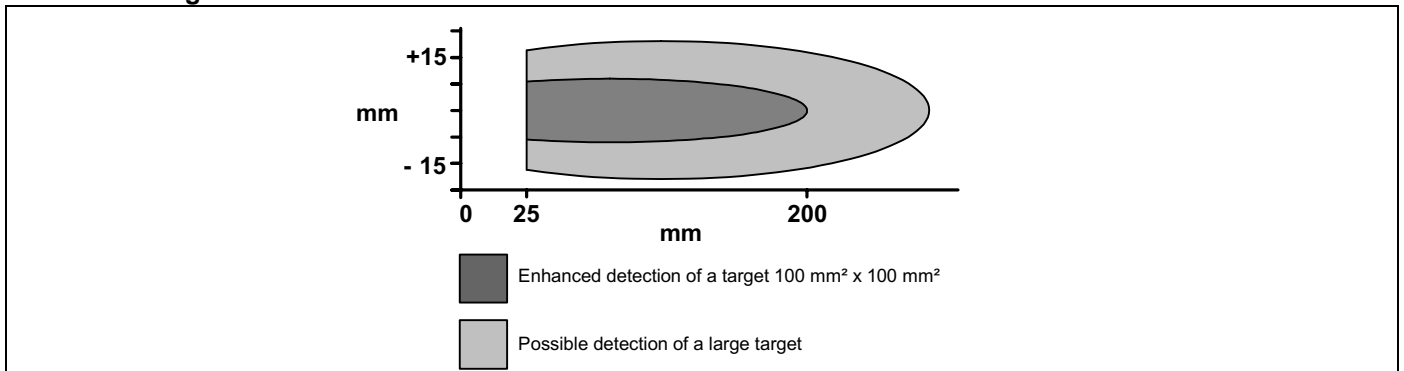 +15
mm
- 15
0 25 200
mm
Enhanced detection of a target 100 mm² x 100 mm²
Possible detection of a large target